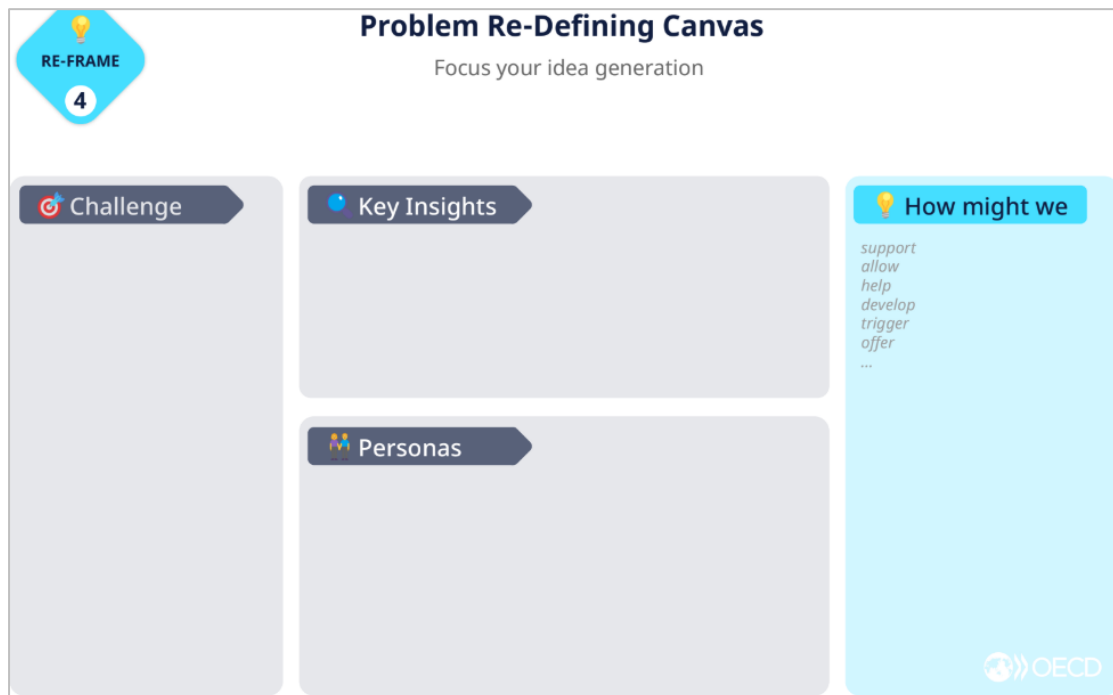 Problem Re-Defining Canvas
Focus your idea generation
RE-FRAME
4
Challenge
Key Insights
Personas
How might we
support
allow
help
develop
trigger
offer
...
OECD